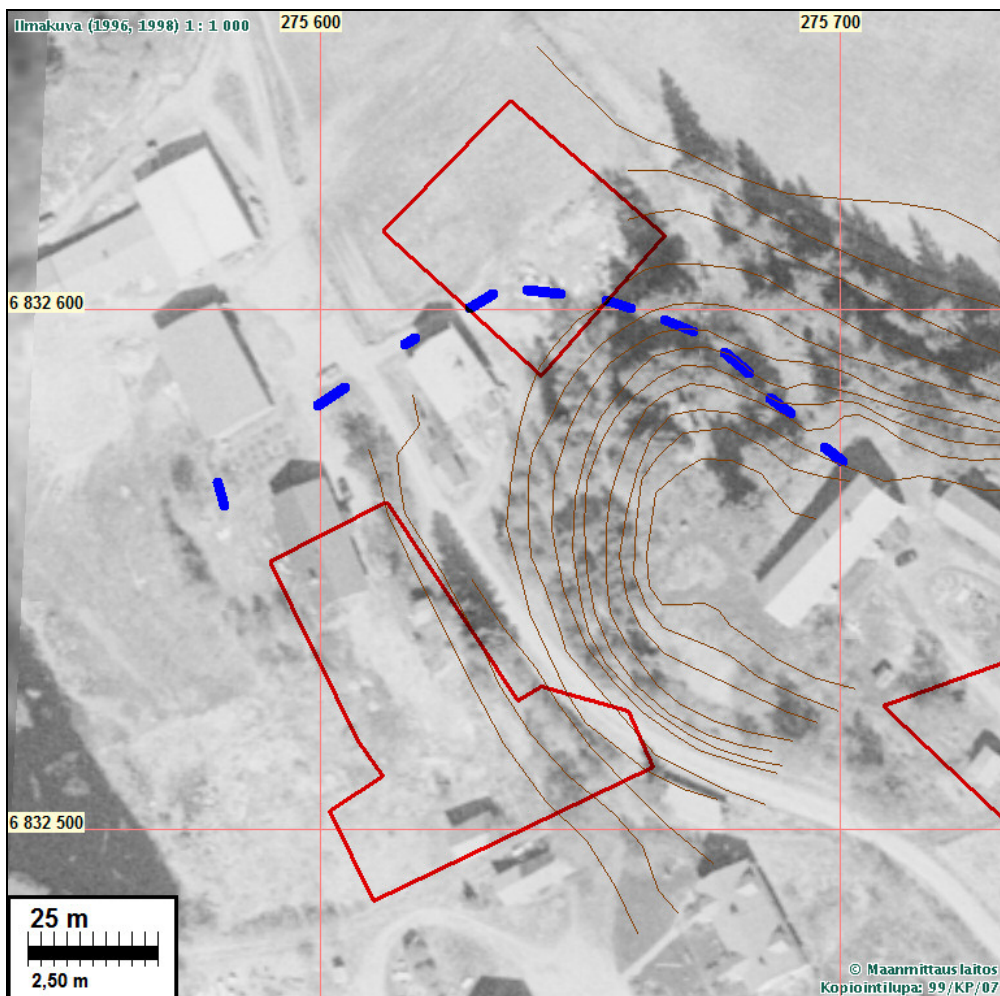 Ilmakuva (1996, 1998) 1 : 1 000
275 600
275 700
6 832 600
6 832 500
25 m
2,50 m
© Maanmittauslaitos
Kopiointilupa: 99/KP/07